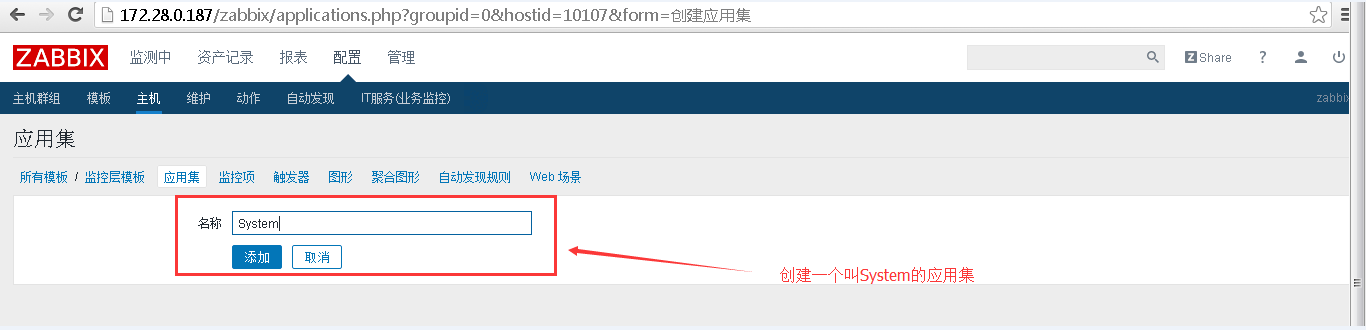 172.28.0.187/zabbix/applications.php?groupid=0&hostid=10107&form=创建应用集
ZABBIX 监测中 资产记录 报表 配置 管理 Z Share ?
主机群组 模板 主机 维护 动作 自动发现 IT服务(业务监控) zabbix
应用集
所有模板 / 监控层模板 应用集 监控项 触发器 图形 聚合图形 自动发现规则 Web 场景
名称 System
添加 取消
创建一个叫System的应用集